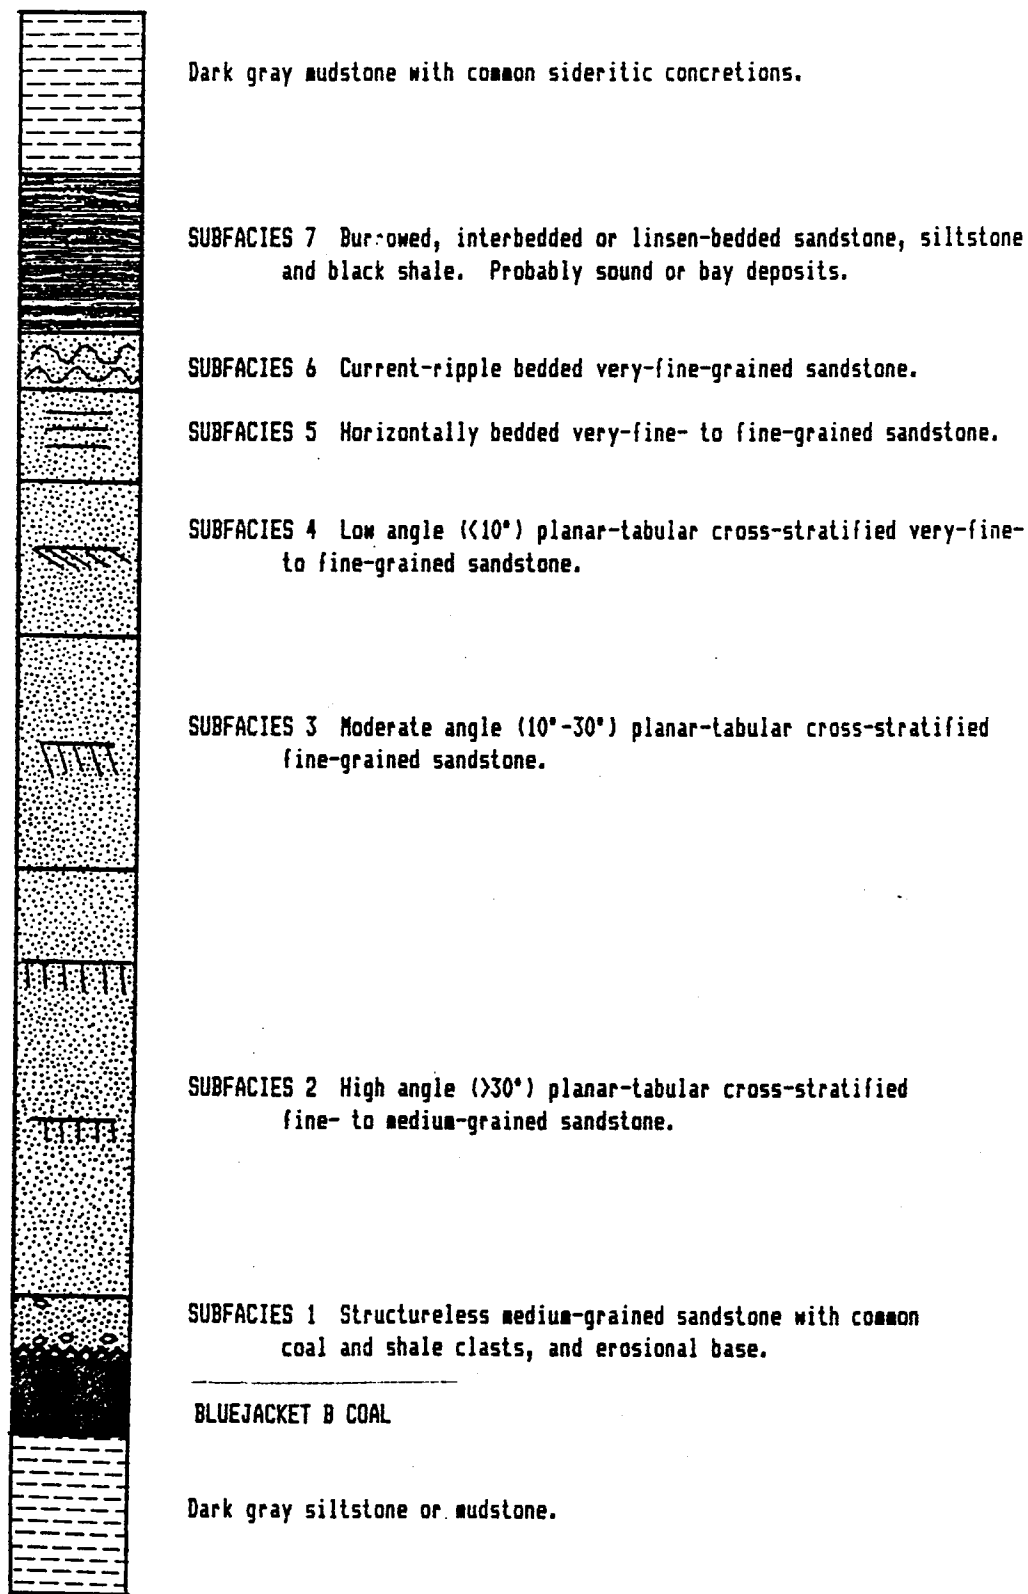 Dark gray mudstone with common sideritic concretions.
SUBFACIES 7 Burrowed, interbedded or linsen-bedded sandstone, siltstone
and black shale. Probably sound or bay deposits.
SUBFACIES 6 Current-ripple bedded very-fine-grained sandstone.
SUBFACIES 5 Horizontally bedded very-fine- to fine-grained sandstone.
SUBFACIES 4 Low angle (<10°) planar-tabular cross-stratified very-fine-
to fine-grained sandstone.
SUBFACIES 3 Moderate angle (10°-30°) planar-tabular cross-stratified
fine-grained sandstone.
SUBFACIES 2 High angle (>30°) planar-tabular cross-stratified
fine- to medium-grained sandstone.
SUBFACIES 1 Structureless medium-grained sandstone with common
coal and shale clasts, and erosional base.
BLUEJACKET B COAL
Dark gray siltstone or mudstone.